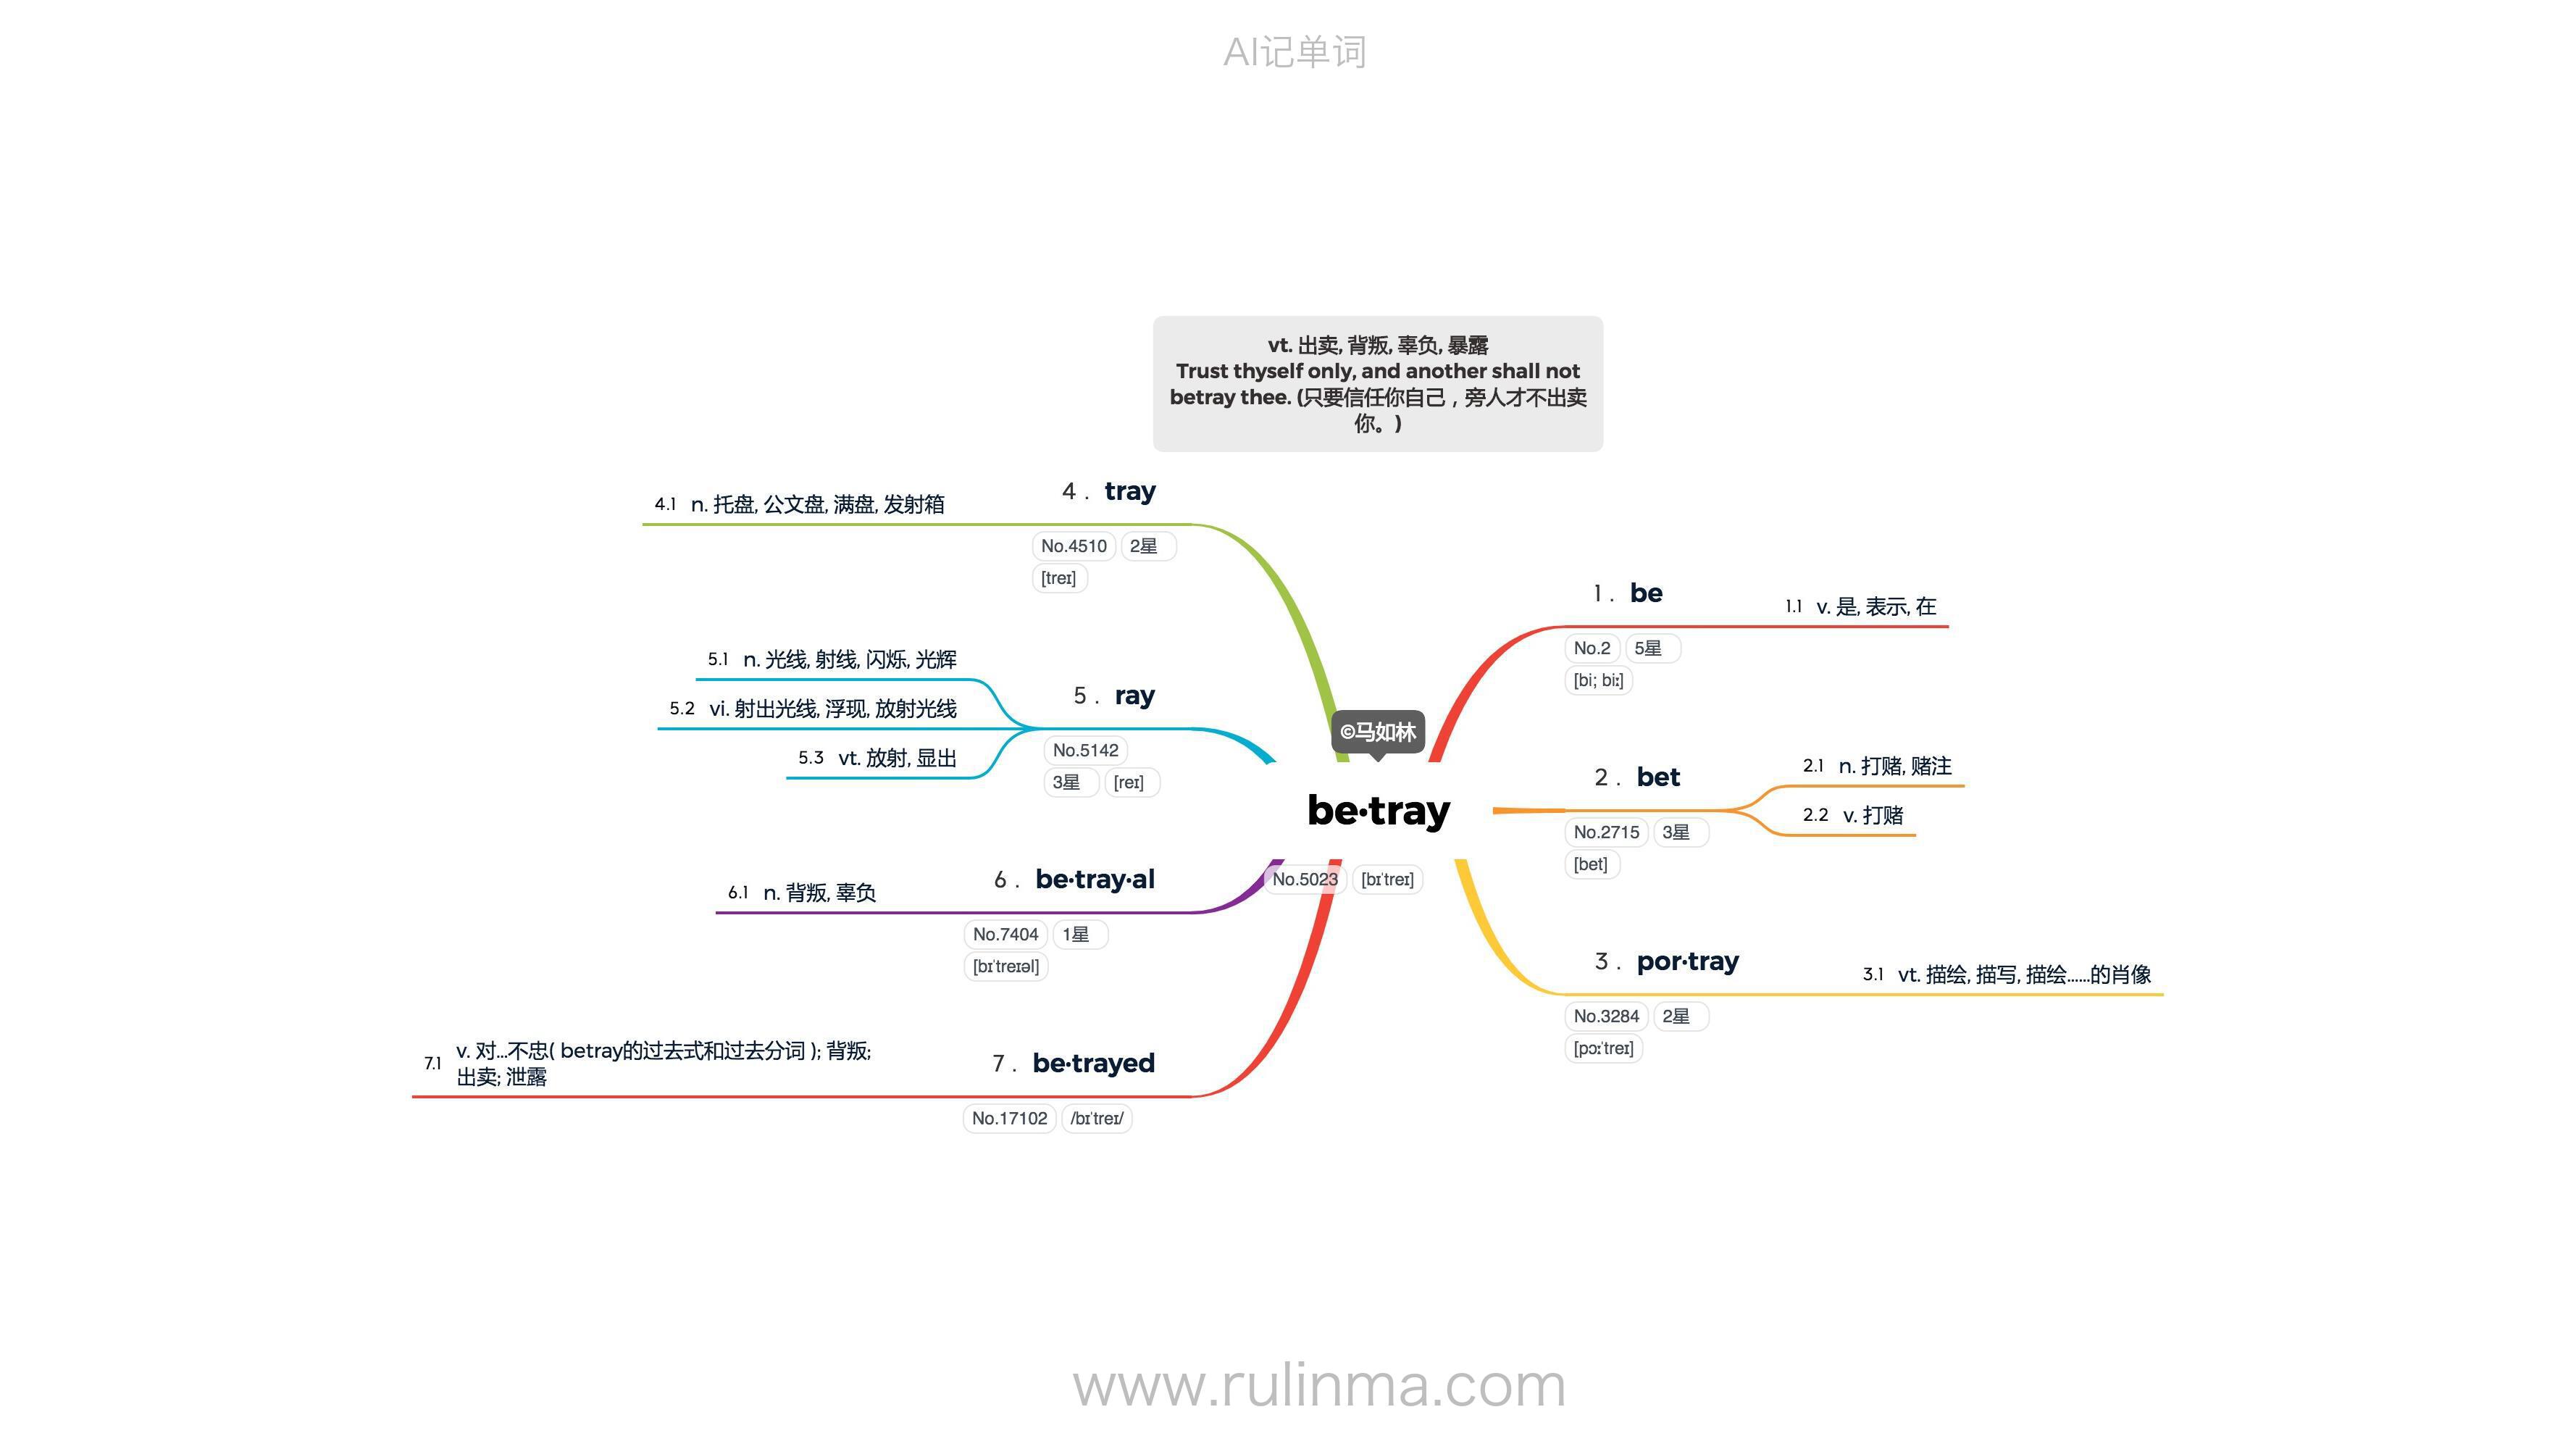 AI记单词
vt. 出卖, 背叛, 辜负, 暴露
Trust thyself only, and another shall not
betray thee. (只要信任你自己，旁人才不出卖
你。)
©马如林
be·tray
No.5023 [bɪˈtreɪ]
1. be
No.2 5星
[bi; biː]
1.1 v. 是, 表示, 在
2. bet
No.2715 3星
[bet]
2.1 n. 打赌, 赌注
2.2 v. 打赌
3. por·tray
No.3284 2星
[pɔːˈtreɪ]
3.1 vt. 描绘, 描写, 描绘……的肖像
4. tray
No.4510 2星
[treɪ]
4.1 n. 托盘, 公文盘, 满盘, 发射箱
5. ray
No.5142
3星 [reɪ]
5.1 n. 光线, 射线, 闪烁, 光辉
5.2 vi. 射出光线, 浮现, 放射光线
5.3 vt. 放射, 显出
6. be·tray·al
No.7404 1星
[bɪˈtreɪəl]
6.1 n. 背叛, 辜负
7. be·trayed
No.17102 /bɪˈtreɪ/
7.1 v. 对...不忠( betray的过去式和过去分词 ); 背叛;
出卖; 泄露
www.rulinma.com